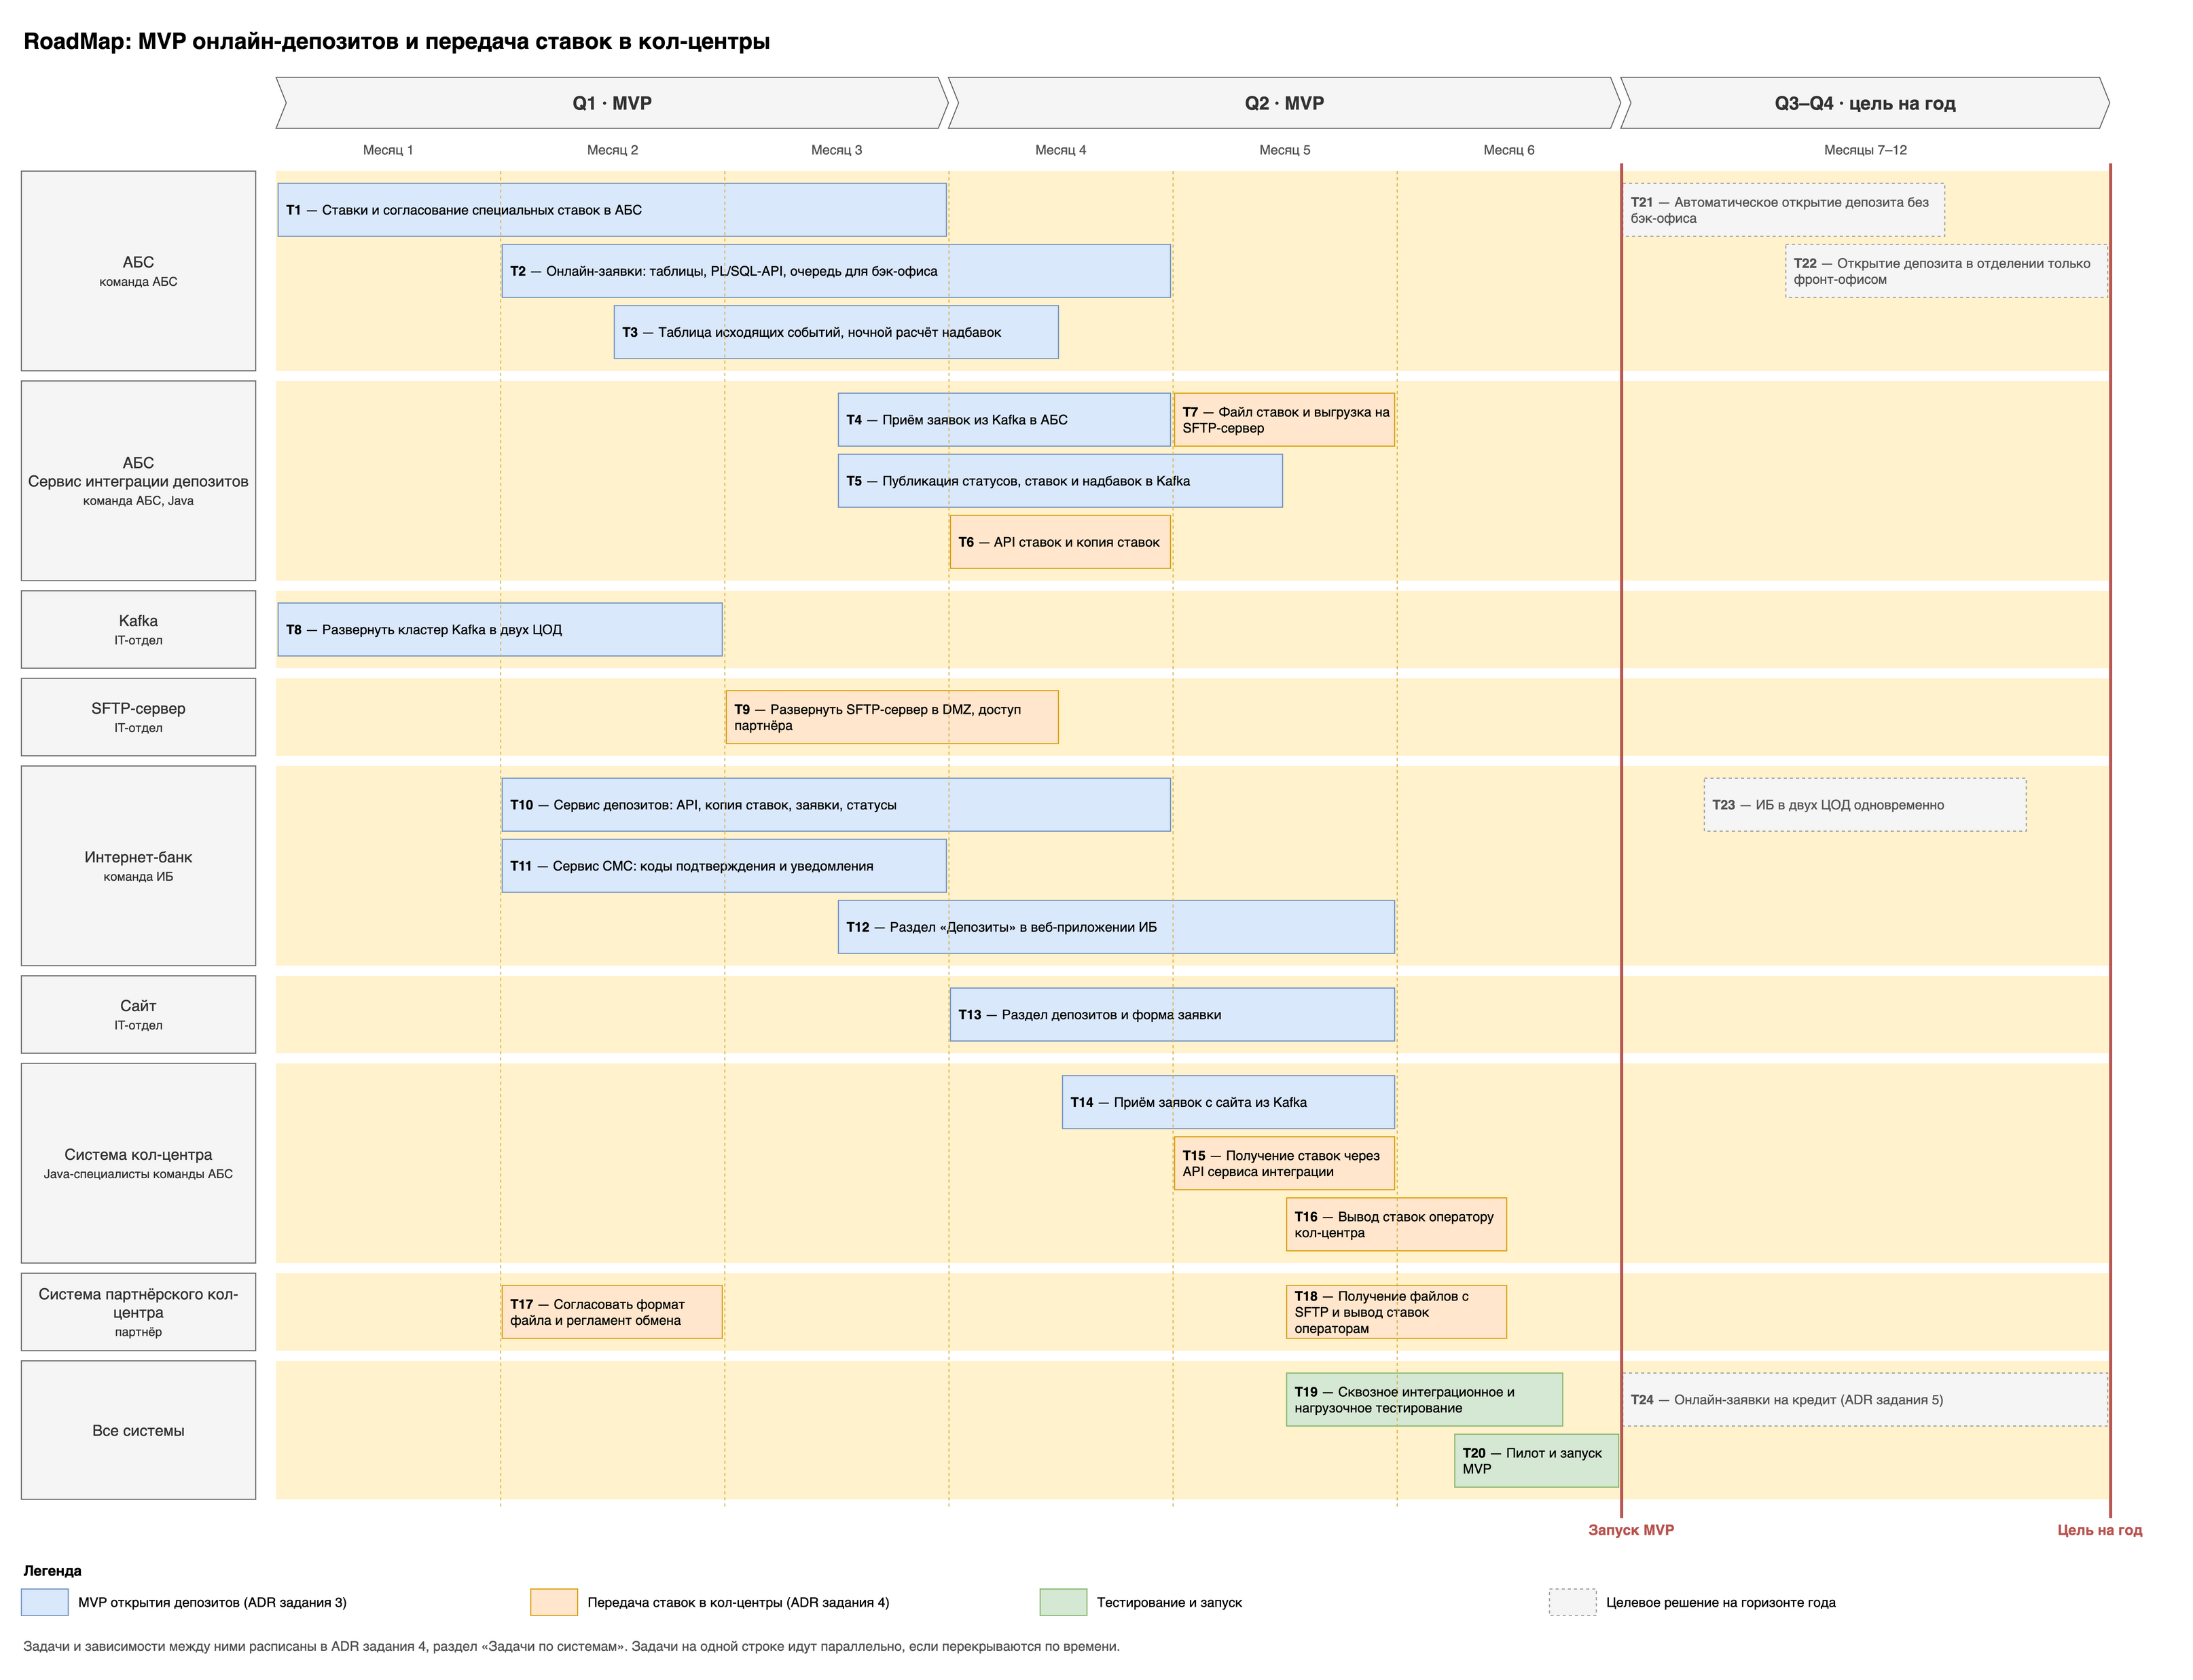 RoadMap: MVP онлайн-депозитов и передача ставок в кол-центры
Q1 · MVP
Q2 · MVP
Q3–Q4 · цель на год
Месяц 1
Месяц 2
Месяц 3
Месяц 4
Месяц 5
Месяц 6
Месяцы 7–12
АБС
команда АБС
T1 — Ставки и согласование специальных ставок в АБС
T21 — Автоматическое открытие депозита без
бэк-офиса
T2 — Онлайн-заявки: таблицы, PL/SQL-API, очередь для бэк-офиса
T22 — Открытие депозита в отделении только
фронт-офисом
T3 — Таблица исходящих событий, ночной расчёт надбавок
АБС
Сервис интеграции депозитов
команда АБС, Java
T4 — Приём заявок из Kafka в АБС
T7 — Файл ставок и выгрузка на
SFTP-сервер
T5 — Публикация статусов, ставок и надбавок в Kafka
T6 — API ставок и копия ставок
Kafka
IT-отдел
T8 — Развернуть кластер Kafka в двух ЦОД
SFTP-сервер
IT-отдел
T9 — Развернуть SFTP-сервер в DMZ, доступ
партнёра
Интернет-банк
команда ИБ
T10 — Сервис депозитов: API, копия ставок, заявки, статусы
T23 — ИБ в двух ЦОД одновременно
T11 — Сервис СМС: коды подтверждения и уведомления
T12 — Раздел «Депозиты» в веб-приложении ИБ
Сайт
IT-отдел
T13 — Раздел депозитов и форма заявки
Система кол-центра
Java-специалисты команды АБС
T14 — Приём заявок с сайта из Kafka
T15 — Получение ставок через
API сервиса интеграции
T16 — Вывод ставок оператору
кол-центра
Система партнёрского кол-
центра
партнёр
T17 — Согласовать формат
файла и регламент обмена
T18 — Получение файлов с
SFTP и вывод ставок
операторам
Все системы
T19 — Сквозное интеграционное и
нагрузочное тестирование
T24 — Онлайн-заявки на кредит (ADR задания 5)
T20 — Пилот и запуск
MVP
Запуск MVP
Цель на год
Легенда
MVP открытия депозитов (ADR задания 3)
Передача ставок в кол-центры (ADR задания 4)
Тестирование и запуск
Целевое решение на горизонте года
Задачи и зависимости между ними расписаны в ADR задания 4, раздел «Задачи по системам». Задачи на одной строке идут параллельно, если перекрываются по времени.